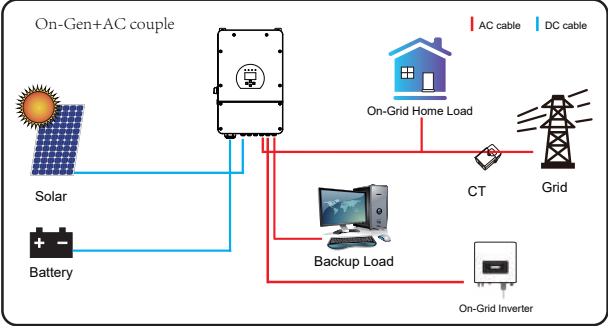 On-Gen+AC couple
AC cable
DC cable
On-Grid Home Load
Solar
CT
Grid
Battery
Backup Load
On-Grid Inverter